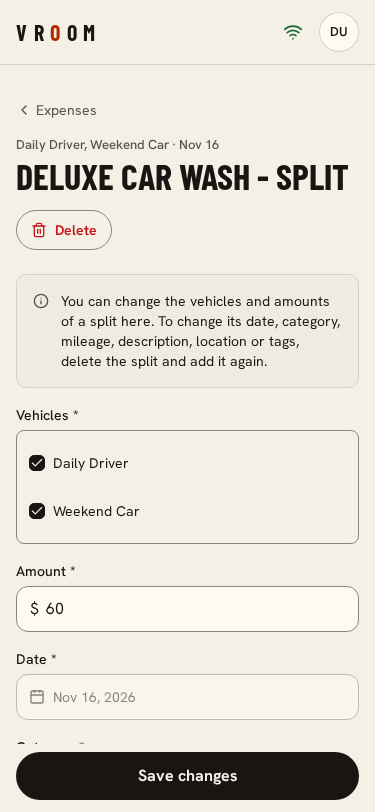 VROOM
DU
Expenses
Daily Driver, Weekend Car · Nov 16
DELUXE CAR WASH - SPLIT
Delete
You can change the vehicles and amounts
of a split here. To change its date, category,
mileage, description, location or tags,
delete the split and add it again.
Vehicles *
Daily Driver
Weekend Car
Amount *
$ 60
Date *
Nov 16, 2026
Save changes